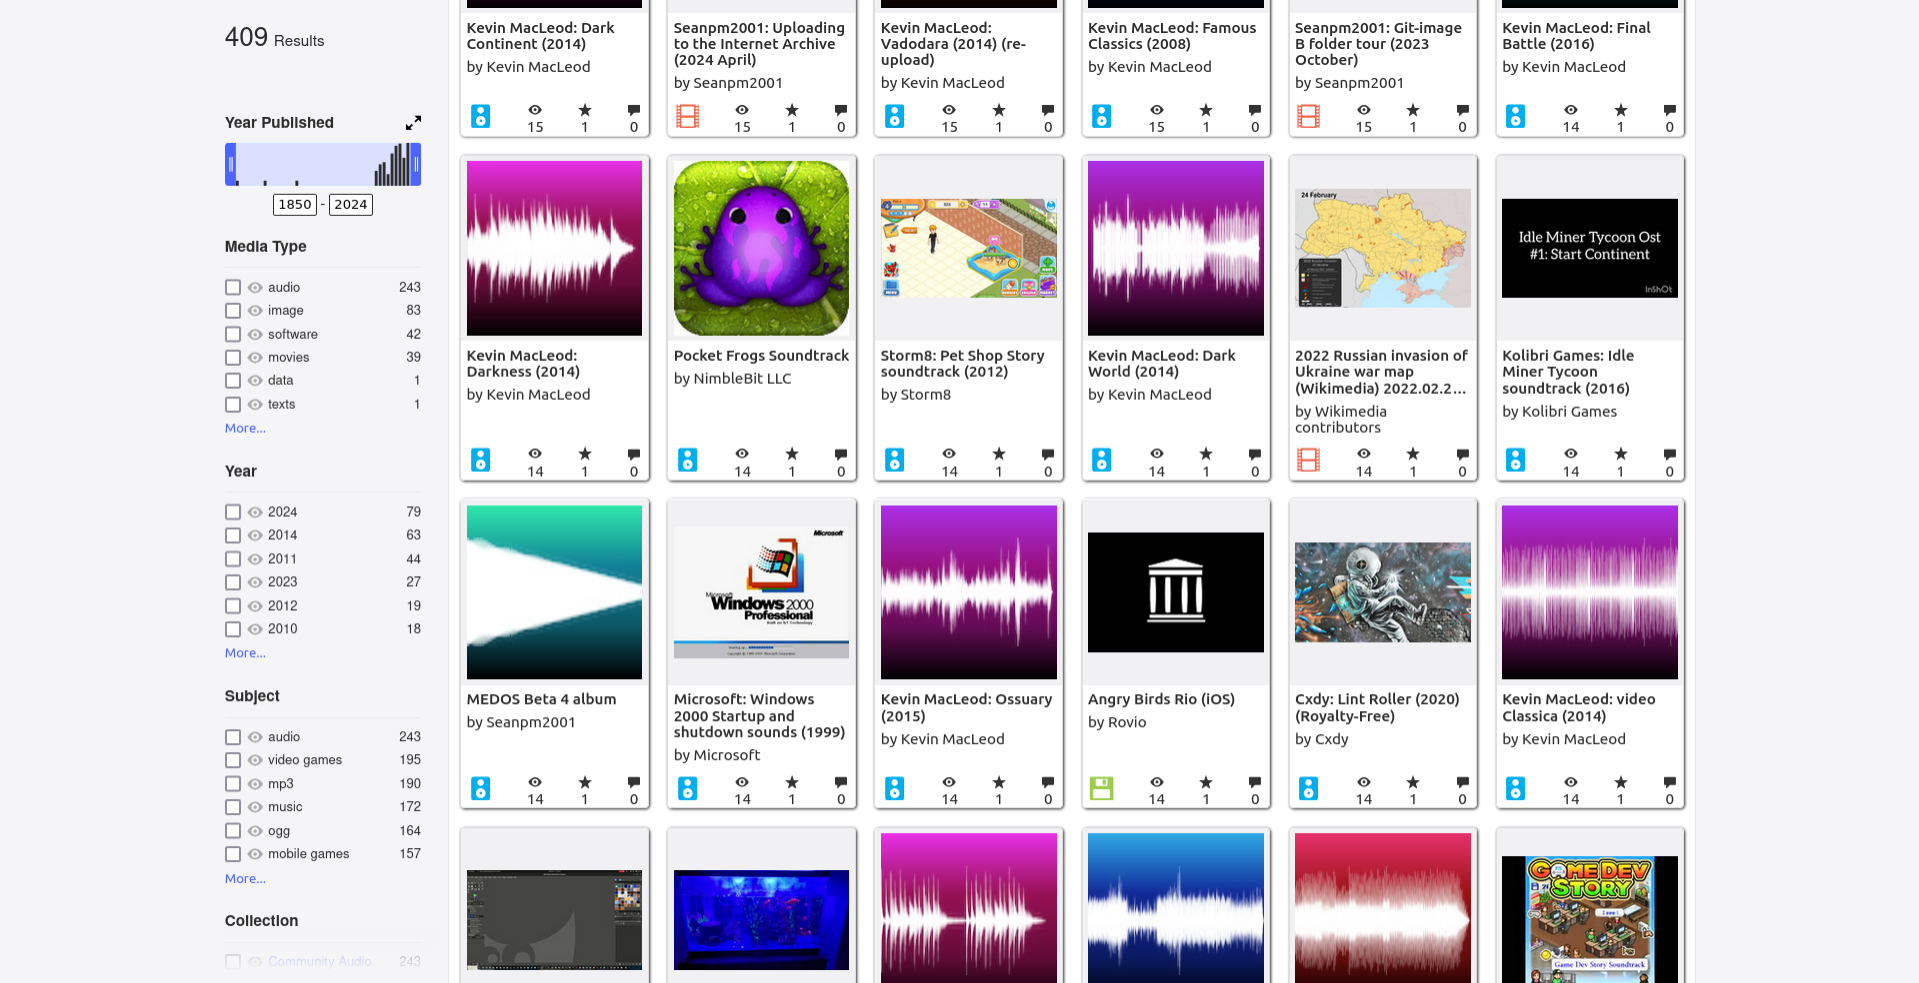 409 Results
Year Published
1850 - 2024
Media Type
audio 243
image 83
software 42
movies 39
data 1
texts 1
More...
Year
2024 79
2014 63
2011 44
2023 27
2012 19
2010 18
More...
Subject
audio 243
video games 195
mp3 190
music 172
ogg 164
mobile games 157
More...
Collection
Community Audio 243
Kevin MacLeod: Dark
Continent (2014)
by Kevin MacLeod
15 1 0
Seanpm2001: Uploading
to the Internet Archive
(2024 April)
by Seanpm2001
15 1 0
Kevin MacLeod:
Vadodara (2014) (re-
upload)
by Kevin MacLeod
15 1 0
Kevin MacLeod: Famous
Classics (2008)
by Kevin MacLeod
15 1 0
Seanpm2001: Git-image
B folder tour (2023
October)
by Seanpm2001
15 1 0
Kevin MacLeod: Final
Battle (2016)
by Kevin MacLeod
14 1 0
Kevin MacLeod:
Darkness (2014)
by Kevin MacLeod
14 1 0
Pocket Frogs Soundtrack
by NimbleBit LLC
14 1 0
Storm8: Pet Shop Story
soundtrack (2012)
by Storm8
14 1 0
Kevin MacLeod: Dark
World (2014)
by Kevin MacLeod
14 1 0
24 February
2022 Russian invasion of
Ukraine war map
(Wikimedia) 2022.02.2...
by Wikimedia
contributors
14 1 0
Idle Miner Tycoon Ost
#1: Start Continent
InShOt
Kolibri Games: Idle
Miner Tycoon
soundtrack (2016)
by Kolibri Games
14 1 0
MEDOS Beta 4 album
by Seanpm2001
14 1 0
Microsoft
Microsoft
Windows 2000
Professional
Built on NT Technology
Microsoft: Windows
2000 Startup and
shutdown sounds (1999)
by Microsoft
14 1 0
Kevin MacLeod: Ossuary
(2015)
by Kevin MacLeod
14 1 0
Angry Birds Rio (iOS)
by Rovio
14 1 0
Cxdy: Lint Roller (2020)
(Royalty-Free)
by Cxdy
14 1 0
Kevin MacLeod: video
Classica (2014)
by Kevin MacLeod
14 1 0
GAME DEV
STORY
Game Dev Story Soundtrack